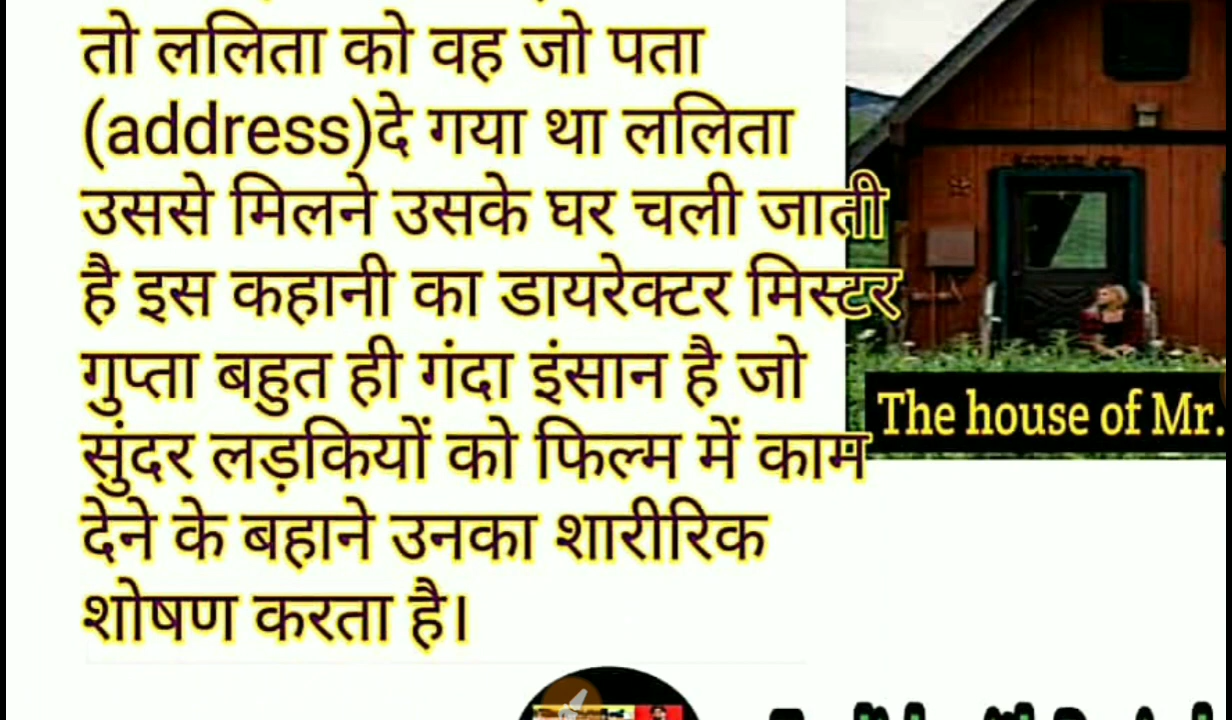 तो ललिता को वह जो पता
(address)दे गया था ललिता
उससे मिलने उसके घर चली जाती
है इस कहानी का डायरेक्टर मिस्टर
गुप्ता बहुत ही गंदा इंसान है जो
सुंदर लड़कियों को फिल्म में काम
देने के बहाने उनका शारीरिक
शोषण करता है।
The house of Mr.